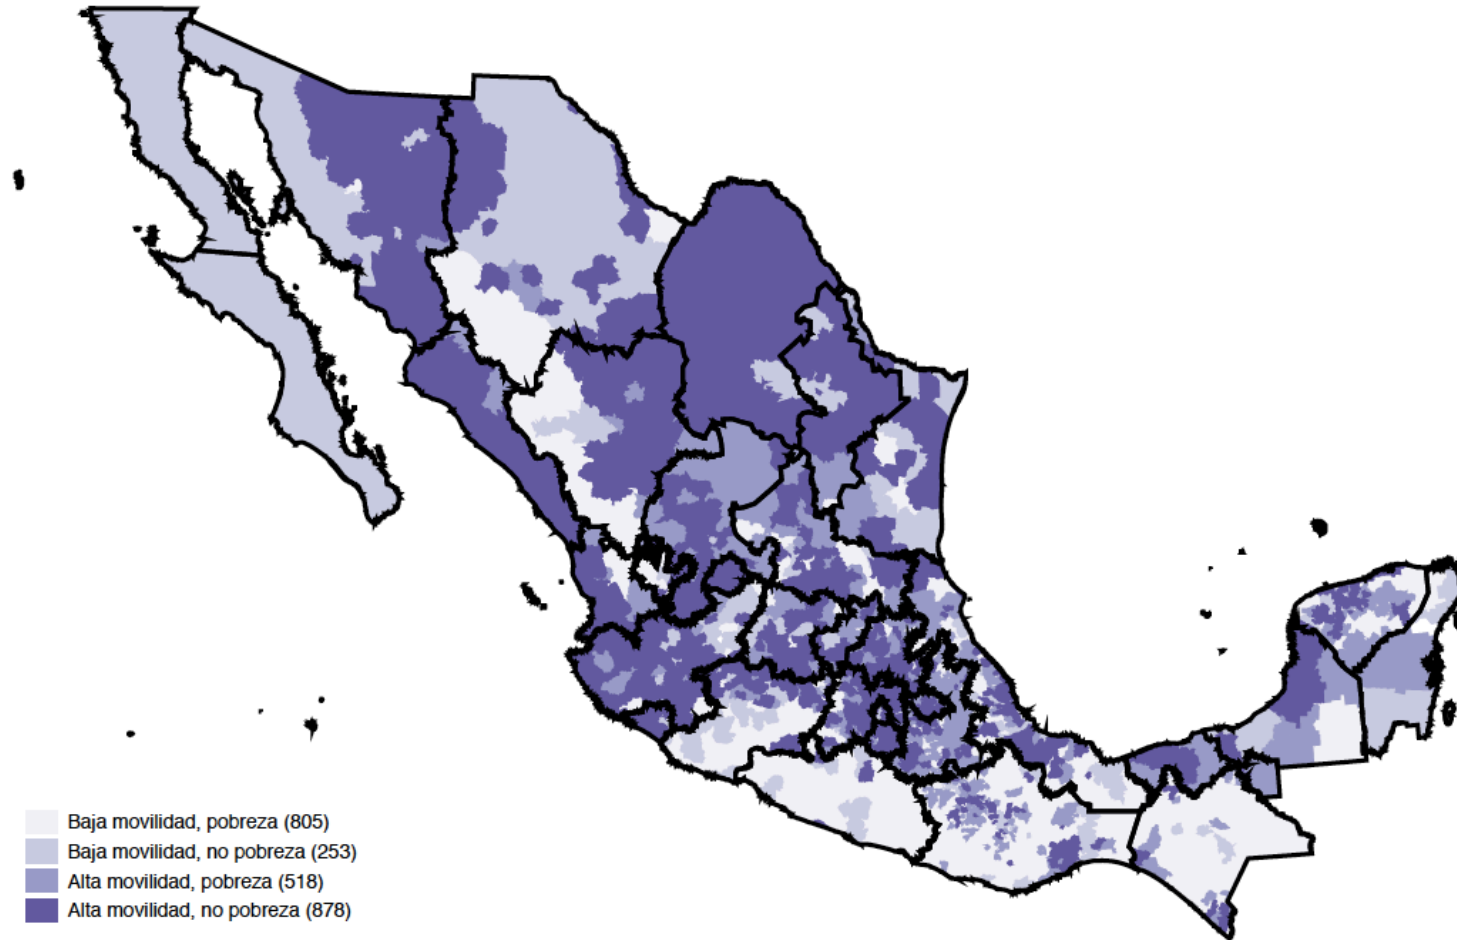 Baja movilidad, pobreza (805)
Baja movilidad, no pobreza (253)
Alta movilidad, pobreza (518)
Alta movilidad, no pobreza (878)